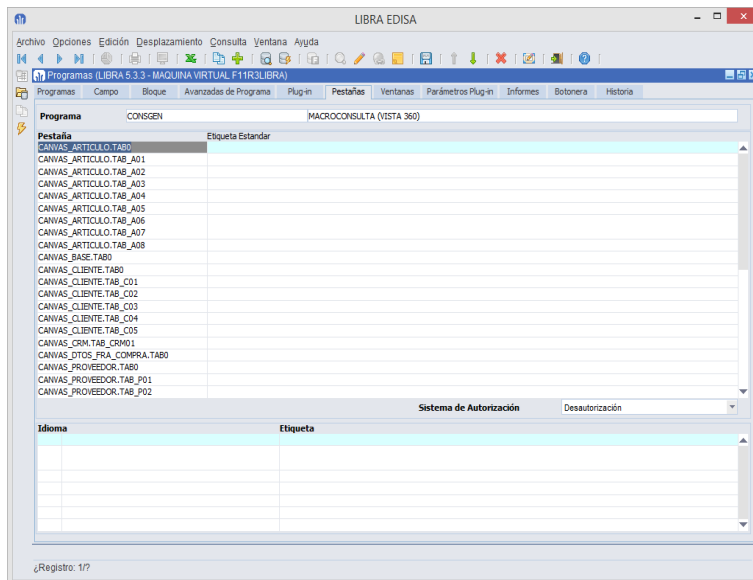 LIBRA EDISA
Archivo Opciones Edición Desplazamiento Consulta Ventana Ayuda
Programas (LIBRA 5.3.3 - MAQUINA VIRTUAL F11R3LIBRA)
Programas Campo Bloque Avanzadas de Programa Plug-in Pestañas Ventanas Parámetros Plug-in Informes Botonera Historia
Programa CONSGEN MACROCONSULTA (VISTA 360)
Pestaña Etiqueta Estandar
CANVAS_ARTICULO.TAB0
CANVAS_ARTICULO.TAB_A01
CANVAS_ARTICULO.TAB_A02
CANVAS_ARTICULO.TAB_A03
CANVAS_ARTICULO.TAB_A04
CANVAS_ARTICULO.TAB_A05
CANVAS_ARTICULO.TAB_A06
CANVAS_ARTICULO.TAB_A07
CANVAS_ARTICULO.TAB_A08
CANVAS_BASE.TAB0
CANVAS_CLIENTE.TAB0
CANVAS_CLIENTE.TAB_C01
CANVAS_CLIENTE.TAB_C02
CANVAS_CLIENTE.TAB_C03
CANVAS_CLIENTE.TAB_C04
CANVAS_CLIENTE.TAB_C05
CANVAS_CRM.TAB_CRM01
CANVAS_DTOS_FRA_COMPRA.TAB0
CANVAS_PROVEEDOR.TAB0
CANVAS_PROVEEDOR.TAB_P01
CANVAS_PROVEEDOR.TAB_P02
Sistema de Autorización Desautorización
Idioma Etiqueta
¿Registro: 1/?